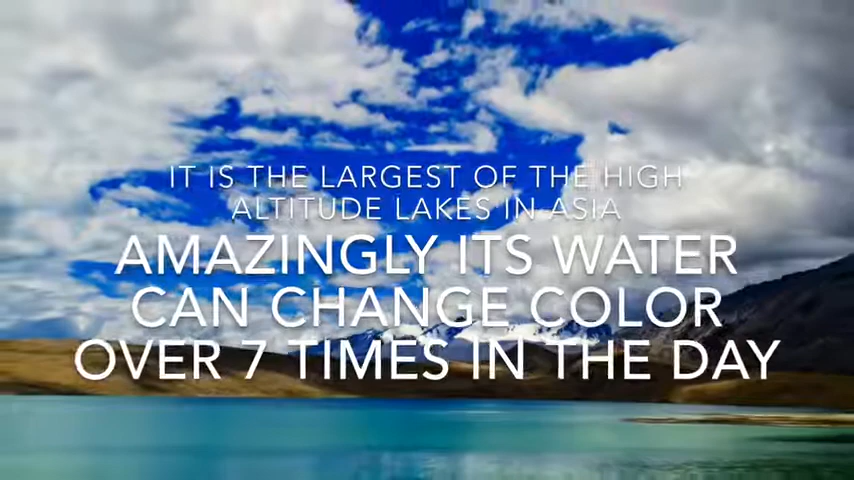 IT IS THE LARGEST OF THE HIGH
ALTITUDE LAKES IN ASIA
AMAZINGLY ITS WATER
CAN CHANGE COLOR
OVER 7 TIMES IN THE DAY